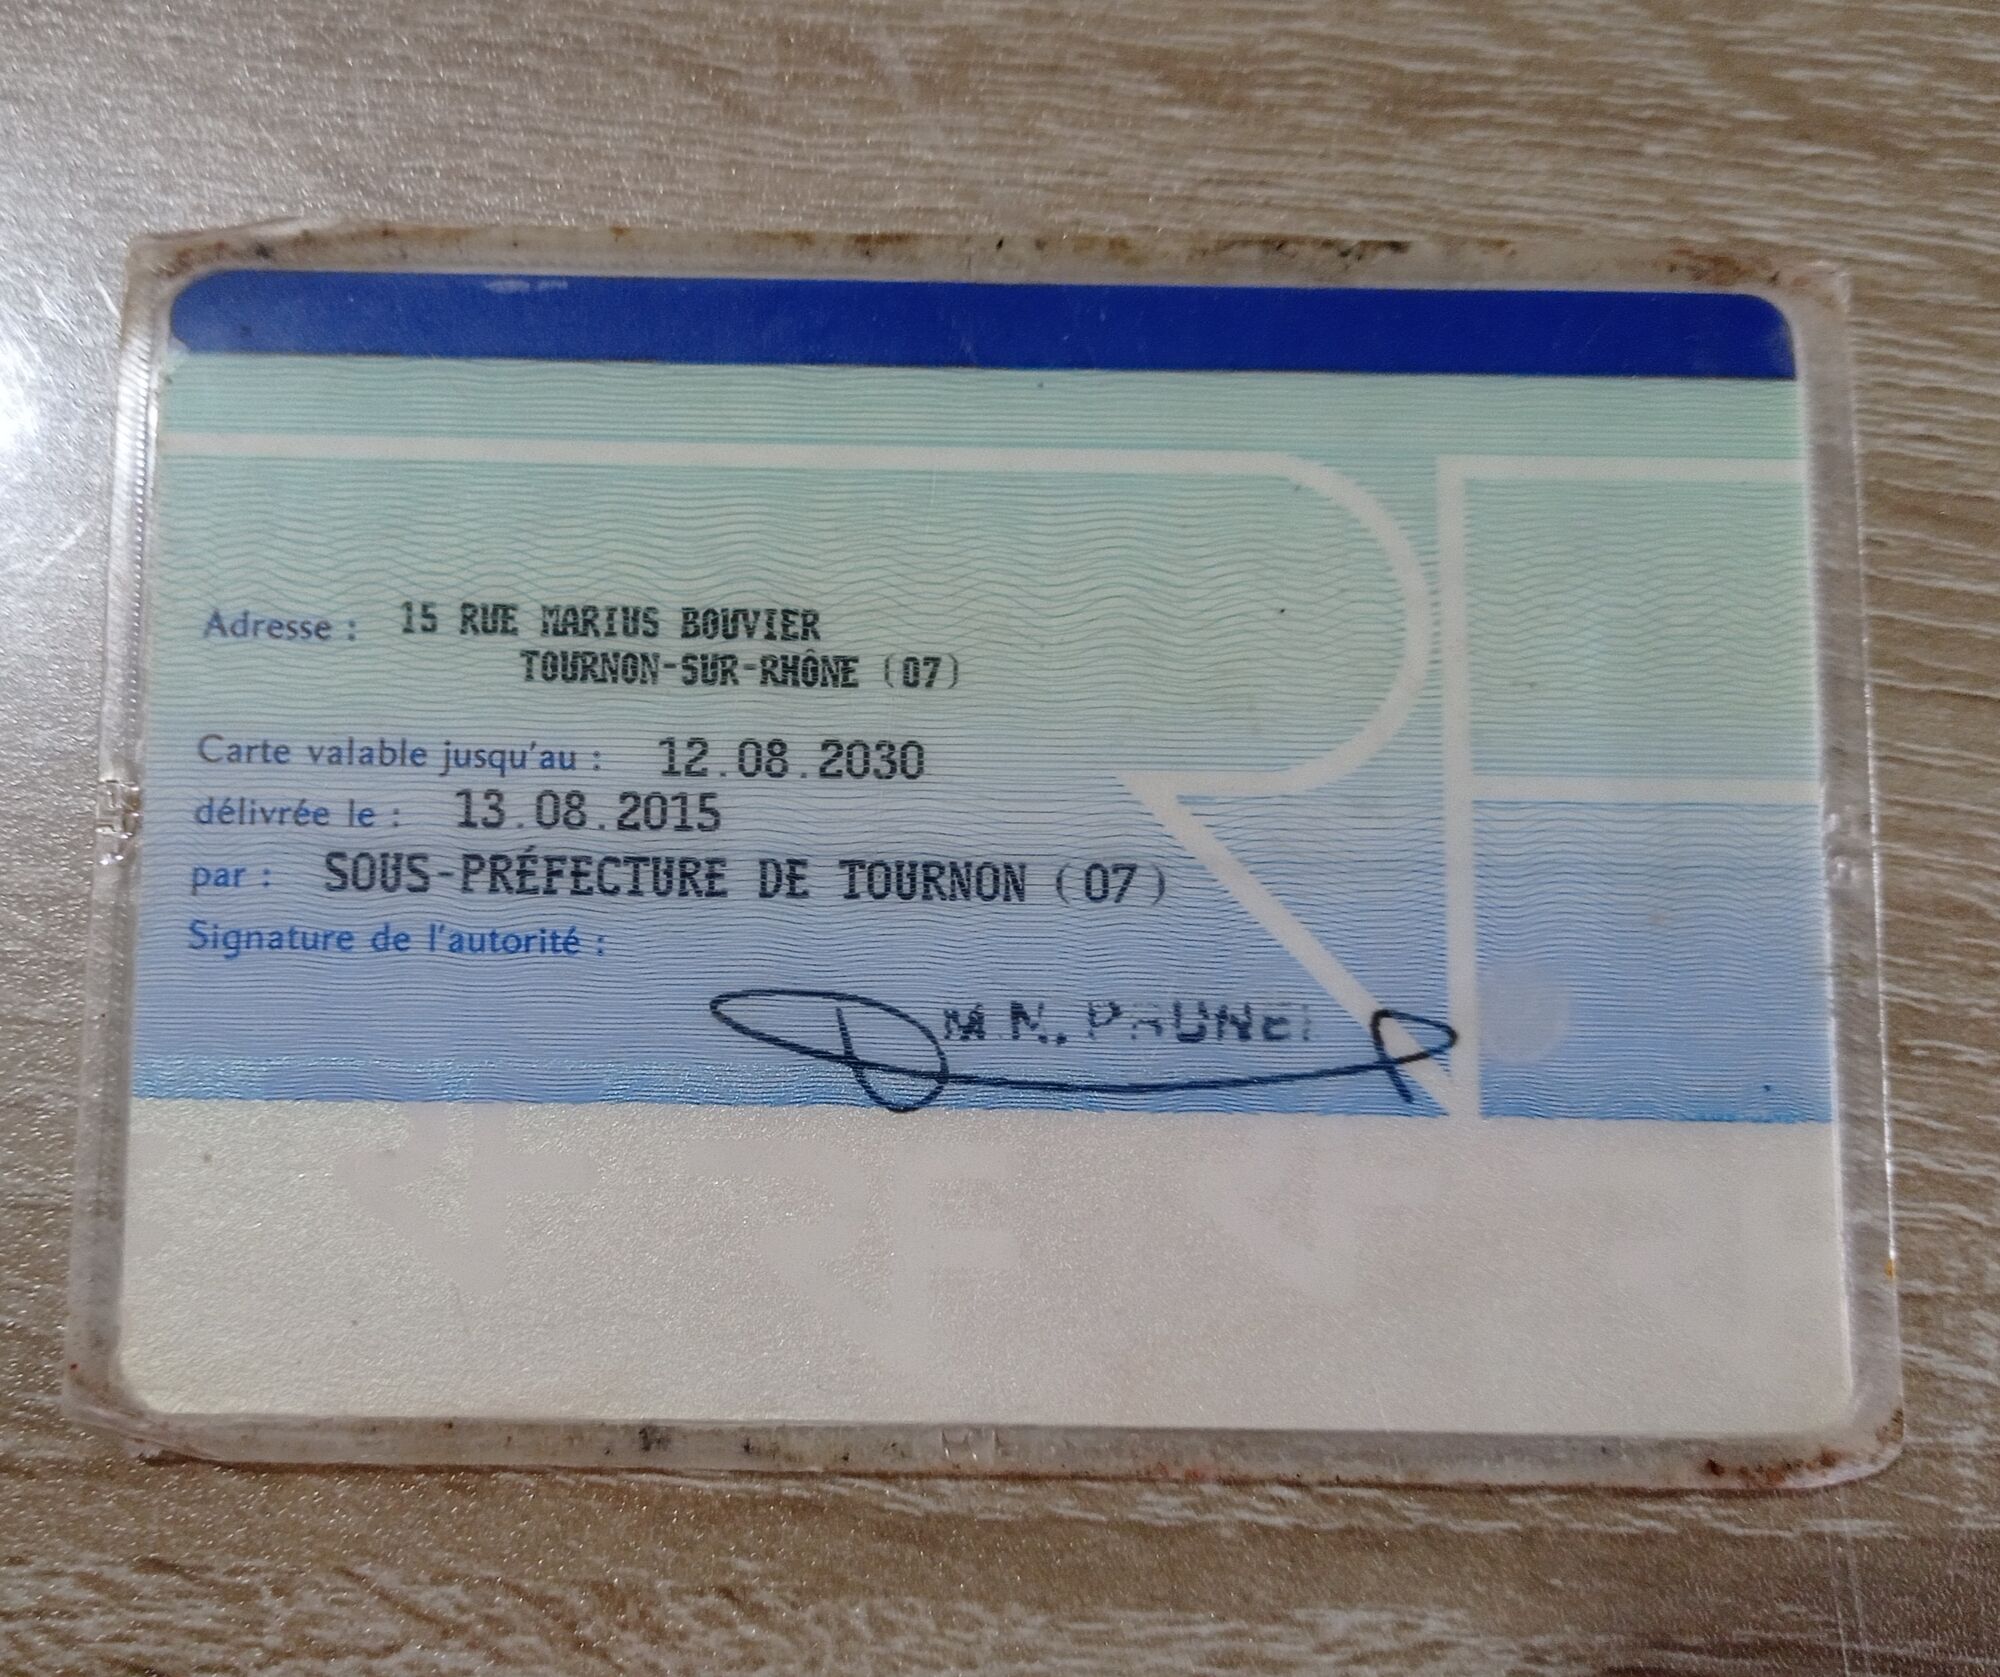 Adresse : 15 RUE MARIUS BOUVIER
TOURNON-SUR-RHÔNE (07)
Carte valable jusqu'au : 12.08.2030
délivrée le : 13.08.2015
par : SOUS-PRÉFECTURE DE TOURNON (07)
Signature de l'autorité :
M.N. 
RF